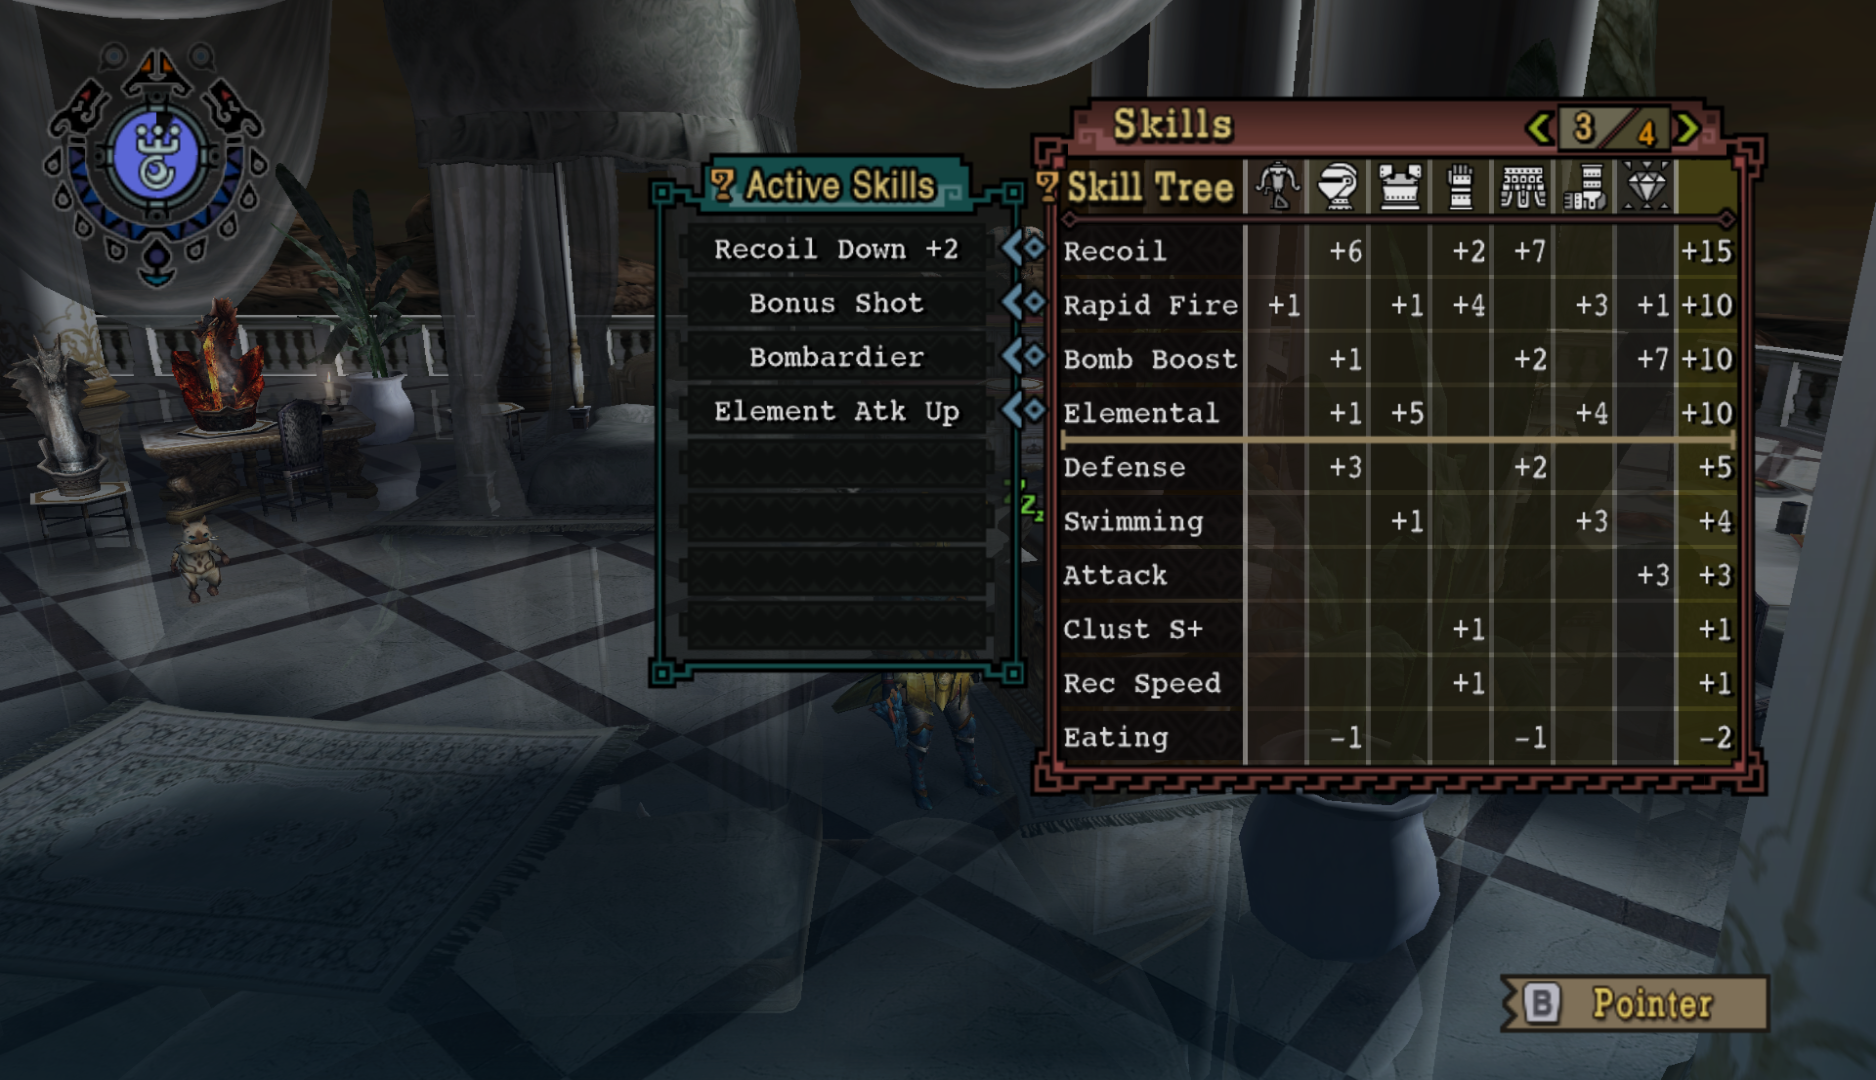 Skills
3/4
? Active Skills
Recoil Down +2
Bonus Shot
Bombardier
Element Atk Up
? Skill Tree
Recoil +6 +2 +7 +15
Rapid Fire +1 +1 +4 +3 +1 +10
Bomb Boost +1 +2 +7 +10
Elemental +1 +5 +4 +10
Defense +3 +2 +5
Swimming +1 +3 +4
Attack +3 +3
Clust S+ +1 +1
Rec Speed +1 +1
Eating -1 -1 -2
B Pointer